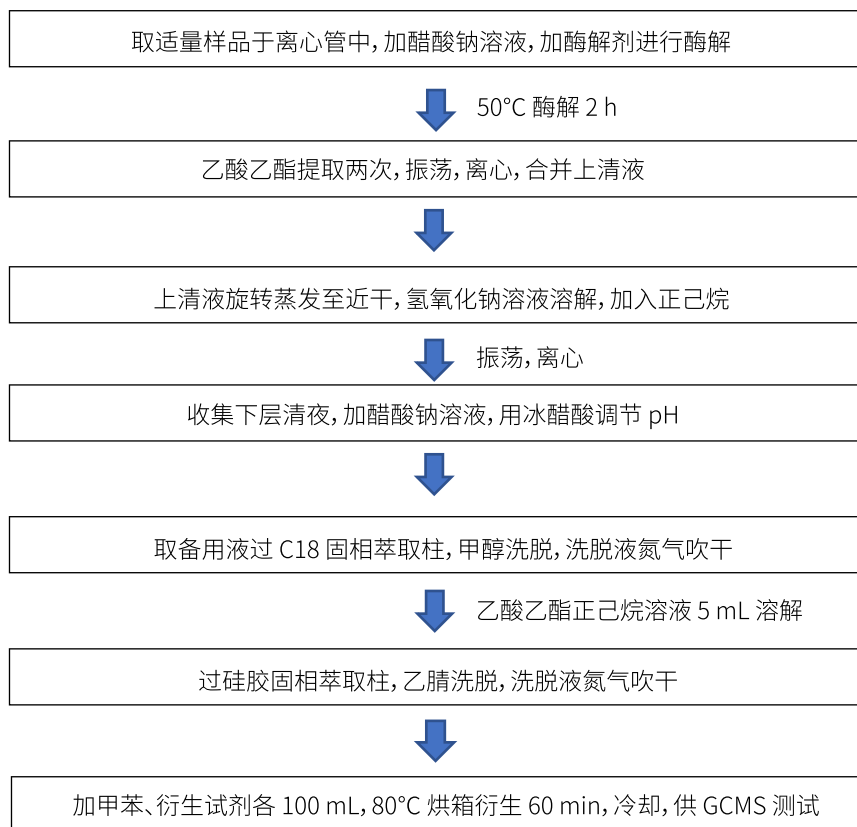 取适量样品于离心管中，加醋酸钠溶液，加酶解剂进行酶解
50℃ 酶解 2 h
乙酸乙酯提取两次，振荡，离心，合并上清液
上清液旋转蒸发至近干，氢氧化钠溶液溶解，加入正己烷
振荡，离心
收集下层清夜，加醋酸钠溶液，用冰醋酸调节 pH
取备用液过 C18 固相萃取柱，甲醇洗脱，洗脱液氮气吹干
乙酸乙酯正己烷溶液 5 mL 溶解
过硅胶固相萃取柱，乙腈洗脱，洗脱液氮气吹干
加甲苯、衍生试剂各 100 mL，80℃ 烘箱衍生 60 min，冷却，供 GCMS 测试